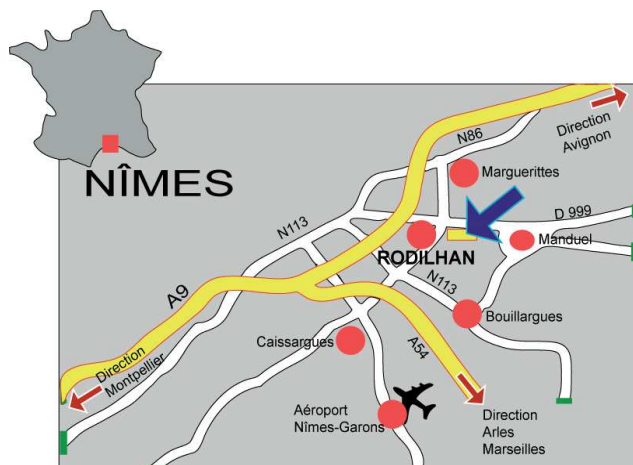 NÎMES
N86
Direction
Avignon
Marguerittes
D 999
N113
RODILHAN
Manduel
N113
A9
Bouillargues
Caissargues
A54
Direction
Montpellier
Aéroport
Nîmes-Garons
Direction
Arles
Marseilles